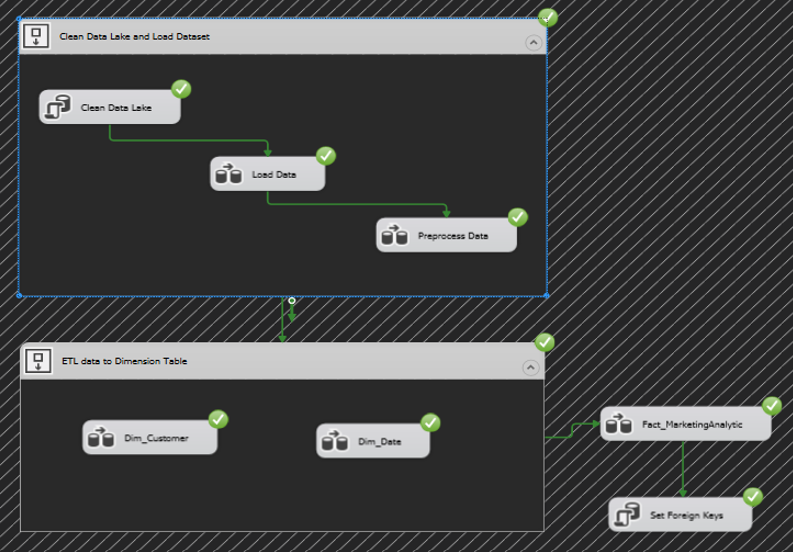 Clean Data Lake and Load Dataset
Clean Data Lake
Load Data
Preprocess Data
ETL data to Dimension Table
Dim_Customer
Dim_Date
Fact_MarketingAnalytic
Set Foreign Keys